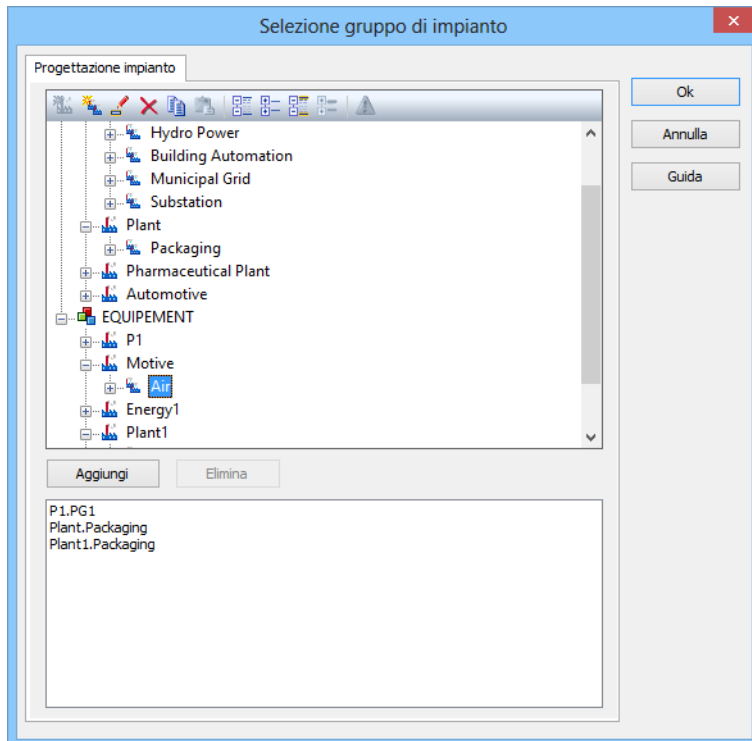 Selezione gruppo di impianto
Progettazione impianto
Ok
Annulla
Guida
Hydro Power
Building Automation
Municipal Grid
Substation
Plant
Packaging
Pharmaceutical Plant
Automotive
EQUIPEMENT
P1
Motive
Air
Energy1
Plant1
Aggiungi
Elimina
P1.PG1
Plant.Packaging
Plant1.Packaging